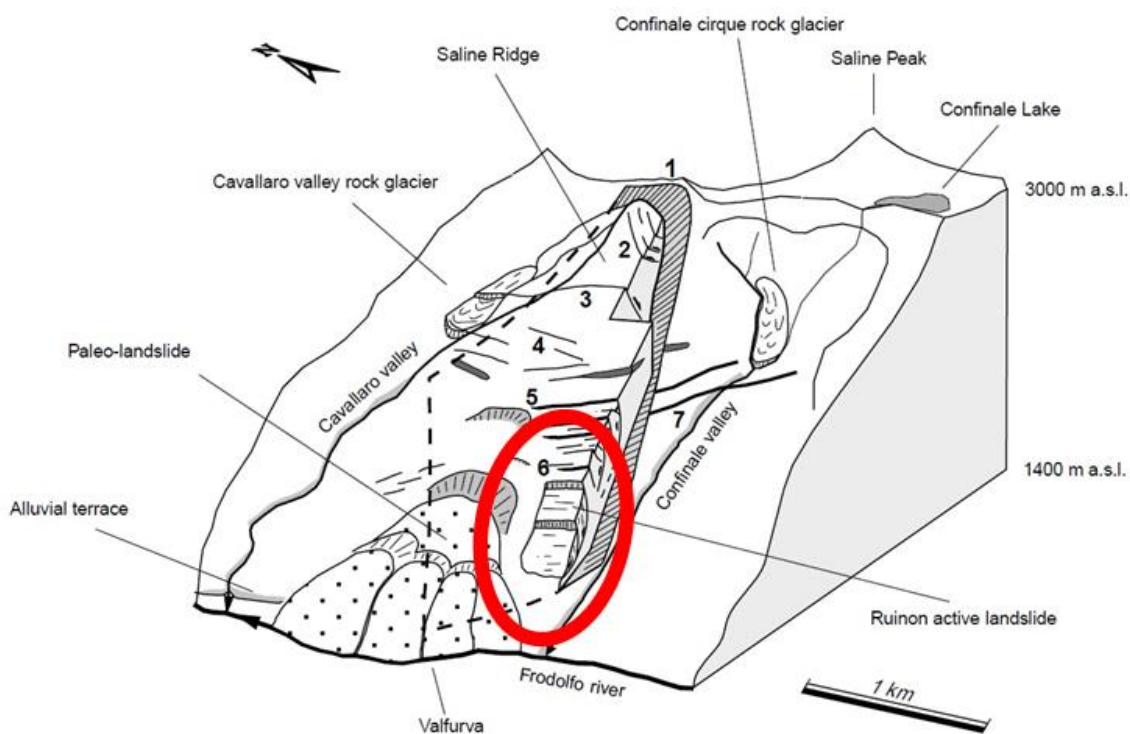 N
Confinale cirque rock glacier
Saline Ridge
Saline Peak
Confinale Lake
Cavallaro valley rock glacier
1
3000 m a.s.l.
2
3
Paleo-landslide
4
Cavallaro valley
5
7
6
Confinale valley
1400 m a.s.l.
Alluvial terrace
Ruinon active landslide
Frodolfo river
1 km
Valfurva